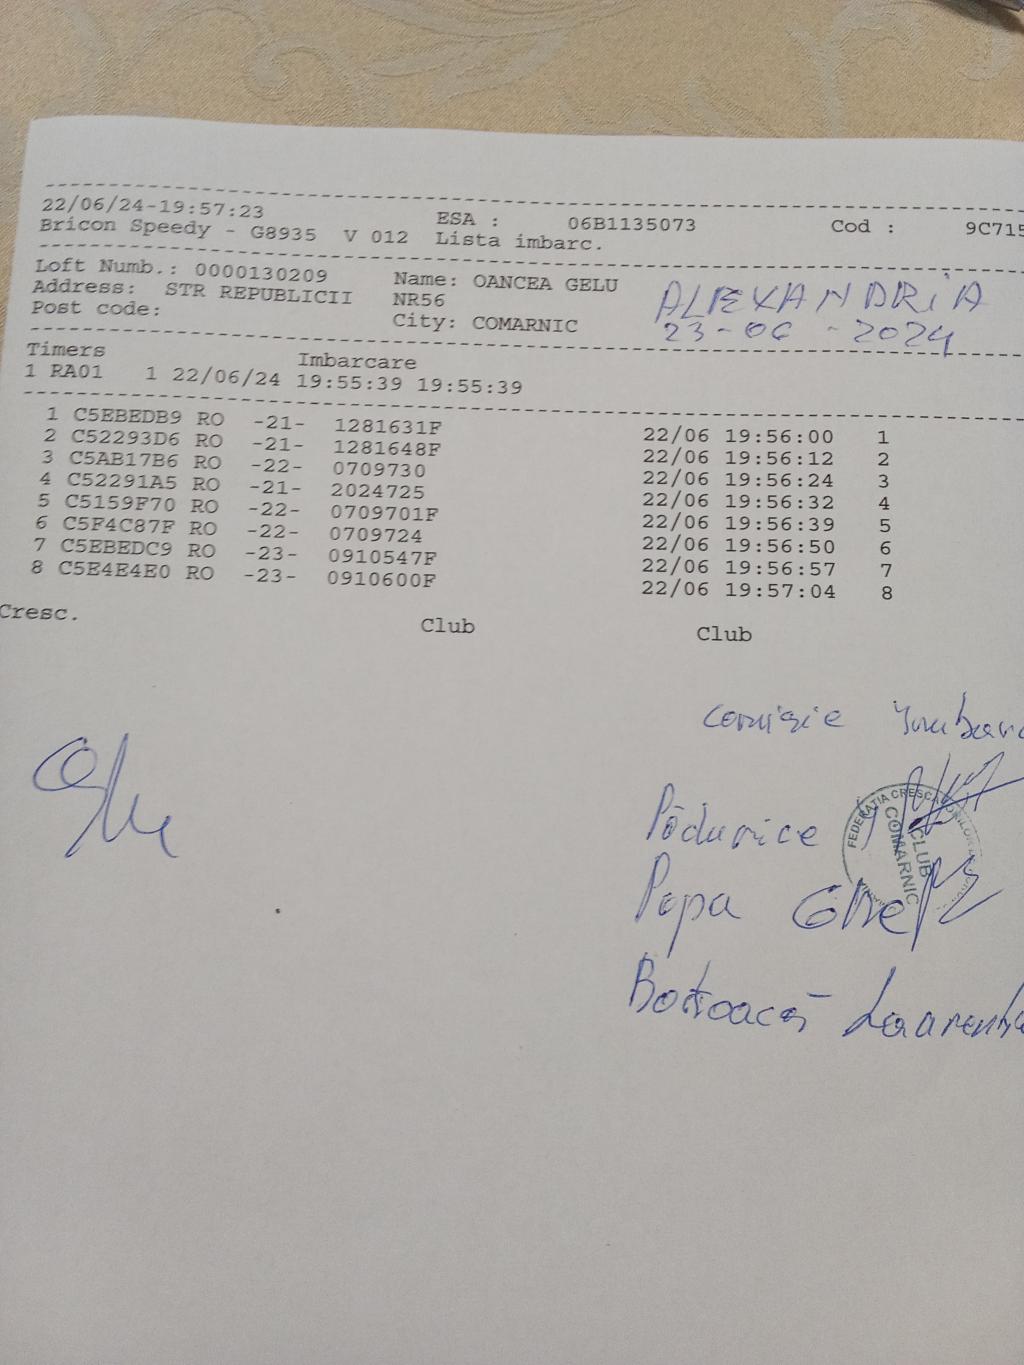 22/06/24-19:57:23
Bricon Speedy - G8935 V 012 ESA : 06B1135073 Cod : 9C715
Lista imbarc.
Loft Numb.: 0000130209 Name: OANCEA GELU
Address: STR REPUBLICII NR56
Post code: City: COMARNIC
ALEXANDRiA
23-06-2024
Timers Imbarcare
1 RA01 1 22/06/24 19:55:39 19:55:39
1 C5EBEDB9 RO -21- 1281631F 22/06 19:56:00 1
2 C52293D6 RO -21- 1281648F 22/06 19:56:12 2
3 C5AB17B6 RO -22- 0709730 22/06 19:56:24 3
4 C52291A5 RO -21- 2024725 22/06 19:56:32 4
5 C5159F70 RO -22- 0709701F 22/06 19:56:39 5
6 C5F4C87F RO -22- 0709724 22/06 19:56:50 6
7 C5EBEDC9 RO -23- 0910547F 22/06 19:56:57 7
8 C5E4E4E0 RO -23- 0910600F 22/06 19:57:04 8
Cresc. Club Club
comisie
Popa
FEDERATIA
CLUB
COMARNIC